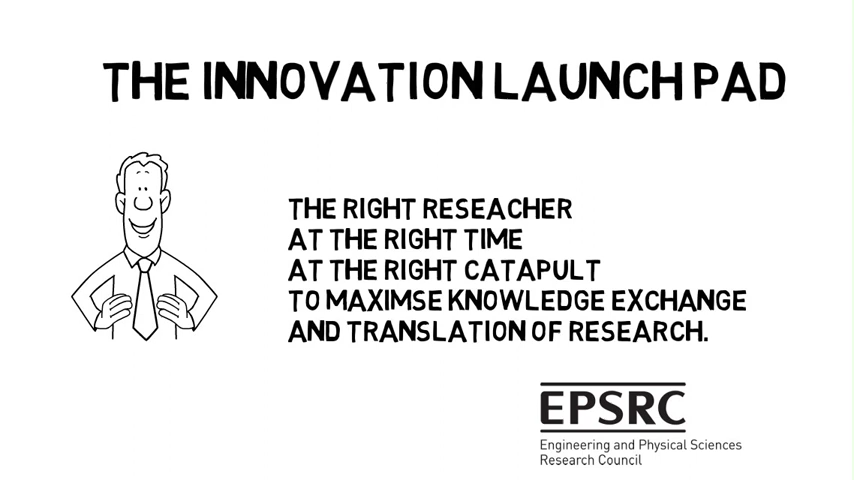 THE INNOVATION LAUNCH PAD
THE RIGHT RESEACHER
AT THE RIGHT TIME
AT THE RIGHT CATAPULT
TO MAXIMSE KNOWLEDGE EXCHANGE
AND TRANSLATION OF RESEARCH.
EPSRC
Engineering and Physical Sciences
Research Council